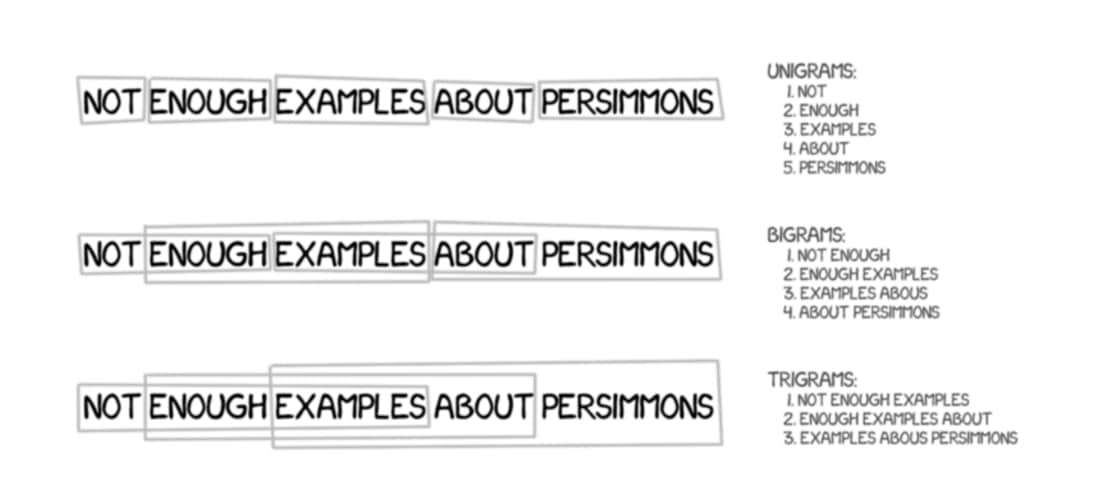 NOT ENOUGH EXAMPLES ABOUT PERSIMMONS
UNIGRAMS:
1. NOT
2. ENOUGH
3. EXAMPLES
4. ABOUT
5. PERSIMMONS
NOT ENOUGH EXAMPLES ABOUT PERSIMMONS
BIGRAMS:
1. NOT ENOUGH
2. ENOUGH EXAMPLES
3. EXAMPLES ABOUS
4. ABOUT PERSIMMONS
NOT ENOUGH EXAMPLES ABOUT PERSIMMONS
TRIGRAMS:
1. NOT ENOUGH EXAMPLES
2. ENOUGH EXAMPLES ABOUT
3. EXAMPLES ABOUS PERSIMMONS